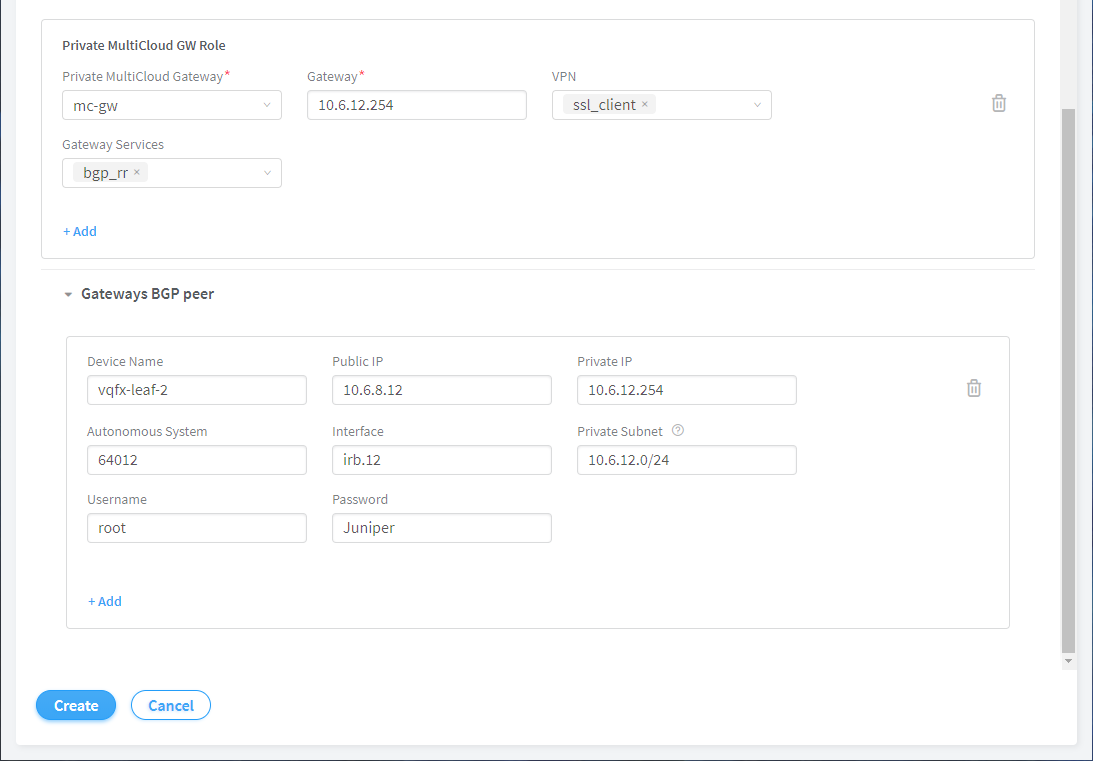 Private MultiCloud GW Role
Private MultiCloud Gateway* Gateway* VPN
mc-gw 10.6.12.254 ssl_client ×
Gateway Services
bgp_rr ×
+ Add
Gateways BGP peer
Device Name Public IP Private IP
vqfx-leaf-2 10.6.8.12 10.6.12.254
Autonomous System Interface Private Subnet ?
64012 irb.12 10.6.12.0/24
Username Password
root Juniper
+ Add
Create Cancel